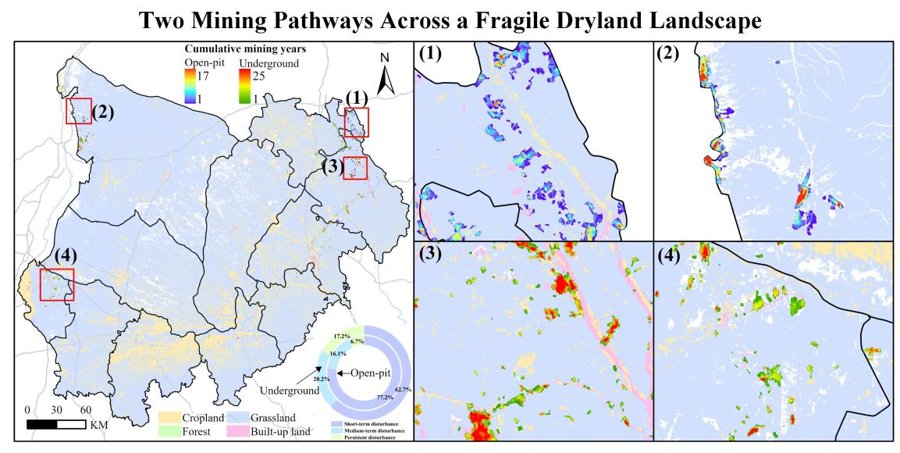 Two Mining Pathways Across a Fragile Dryland Landscape
Cumulative mining years
Open-pit Underground
17 25
1 1
N
(1)
(2)
(3)
(4)
(1)
(2)
(3)
(4)
17.2%
6.7%
16.1%
20.2%
62.7%
77.2%
Open-pit
Underground
0 30 60
KM
Cropland Grassland
Forest Built-up land
Short-term disturbance
Medium-term disturbance
Persistent disturbance